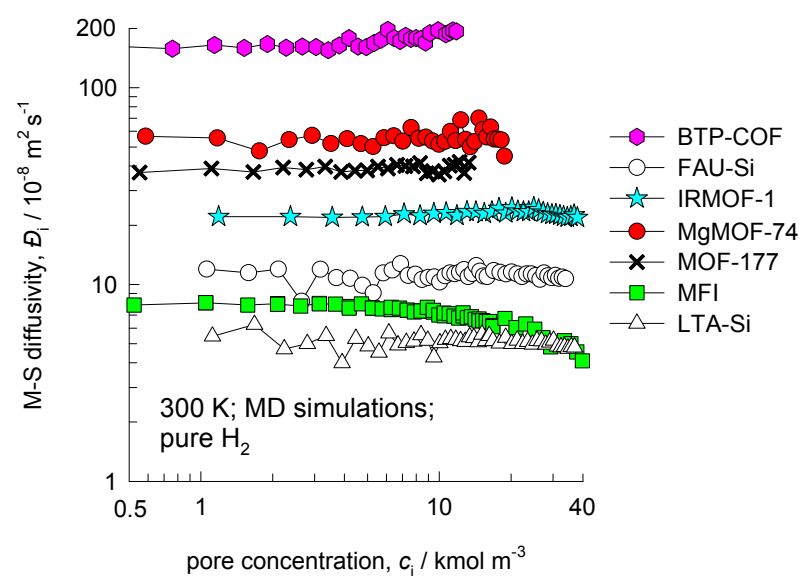 200
100
10
1
0.5
1
10
40
M-S diffusivity, Đi / 10-8 m2 s-1
300 K; MD simulations;
pure H2
pore concentration, ci / kmol m-3
BTP-COF
FAU-Si
IRMOF-1
MgMOF-74
MOF-177
MFI
LTA-Si